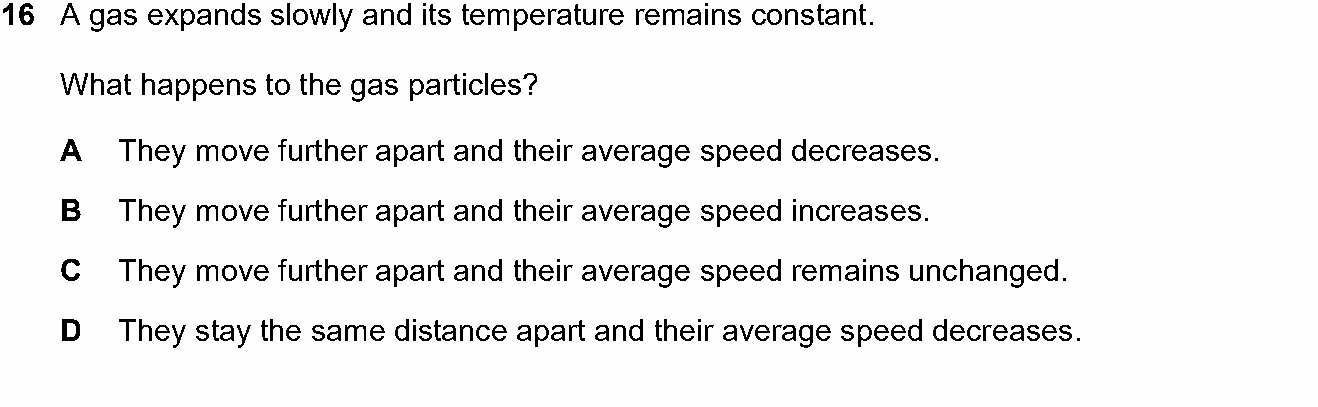 16 A gas expands slowly and its temperature remains constant.
What happens to the gas particles?
A They move further apart and their average speed decreases.
B They move further apart and their average speed increases.
C They move further apart and their average speed remains unchanged.
D They stay the same distance apart and their average speed decreases.